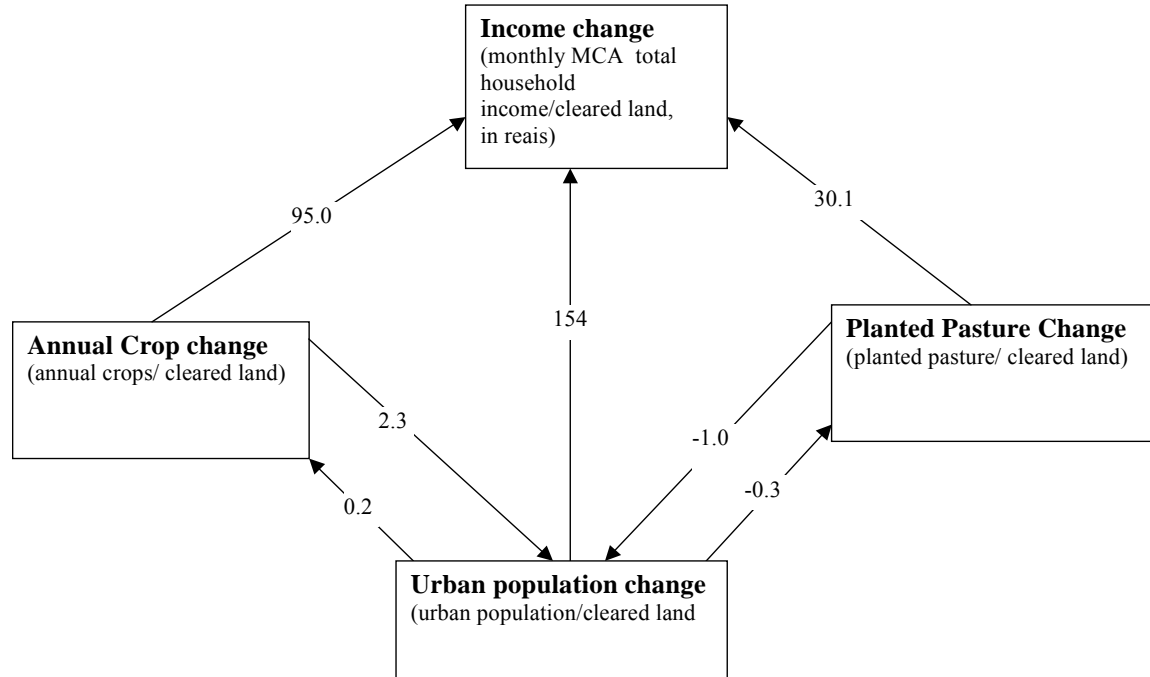 Income change
(monthly MCA total
household
income/cleared land,
in reais)
95.0
30.1
154
Annual Crop change
(annual crops/ cleared land)
Planted Pasture Change
(planted pasture/ cleared land)
2.3
-1.0
0.2
-0.3
Urban population change
(urban population/cleared land